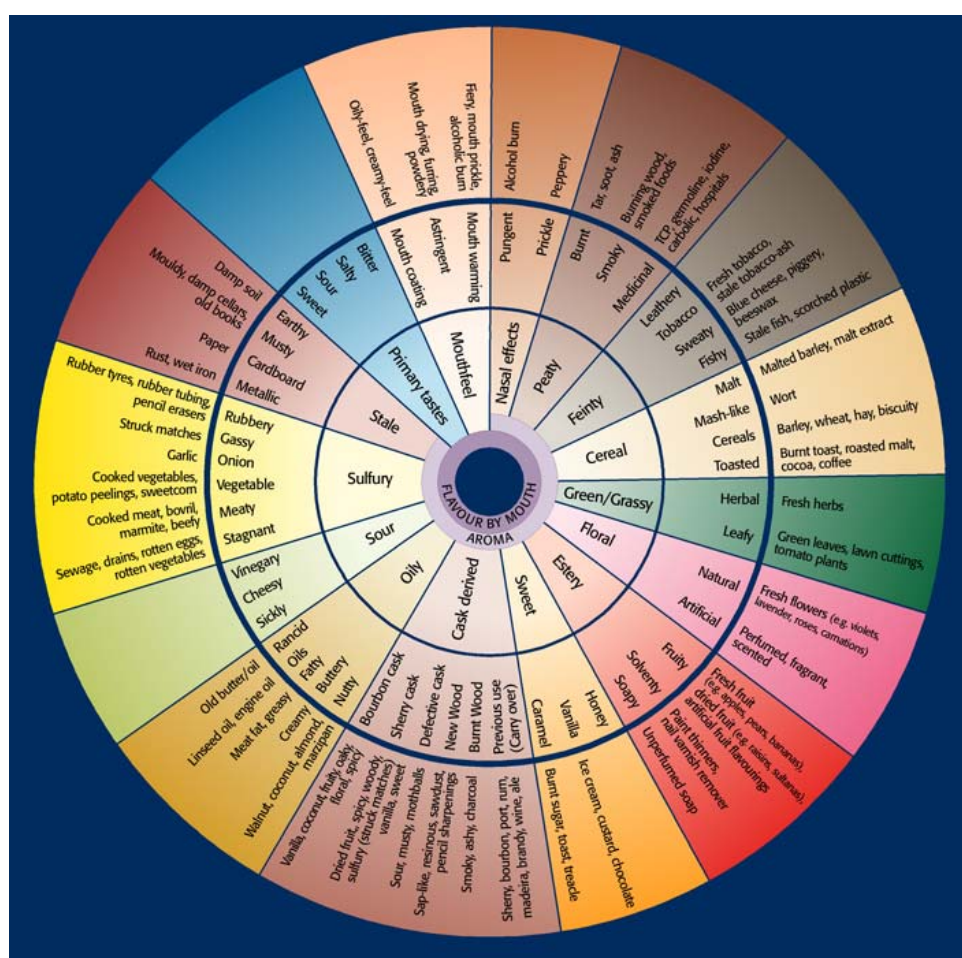 FLAVOUR BY MOUTH
AROMA
Nasal effects
Pungent
Prickle
Alcohol burn
Peppery
Peaty
Burnt
Smoky
Medicinal
Tar, soot, ash
Burning wood,
smoked foods
TCP, germoline, iodine,
carbolic, hospitals
Feinty
Leathery
Tobacco
Sweaty
Fishy
Fresh tobacco,
stale tobacco-ash
Blue cheese, piggery,
beeswax
Stale fish, scorched plastic
Cereal
Malt
Mash-like
Cereals
Toasted
Malted barley, malt extract
Wort
Barley, wheat, hay, biscuity
Burnt toast, roasted malt,
cocoa, coffee
Green/Grassy
Herbal
Leafy
Fresh herbs
Green leaves, lawn cuttings,
tomato plants
Floral
Natural
Artificial
Fresh flowers (e.g. violets,
lavender, roses, carnations)
Perfumed, fragrant,
scented
Estery
Fruity
Solventy
Soapy
Fresh fruit
(e.g. apples, pears, bananas),
dried fruit (e.g. raisins, sultanas),
artificial fruit flavourings
Paint thinners,
nail varnish remover
Unperfumed soap
Sweet
Honey
Vanilla
Caramel
Ice cream, custard, chocolate
Burnt sugar, toast, treacle
Cask derived
Previous use
(Carry over)
Burnt Wood
New Wood
Defective cask
Sherry cask
Bourbon cask
Sherry, bourbon, port, rum,
madeira, brandy, wine, ale
Smoky, ashy, charcoal
Sap-like, resinous, sawdust,
pencil sharpenings
Sour, musty, mothballs
Dried fruit, spicy, woody,
sulfury (struck matches)
vanilla, sweet
Vanilla, coconut, fruity, oaky,
floral, spicy
Oily
Nutty
Buttery
Fatty
Oils
Rancid
Walnut, coconut, almond,
marzipan
Creamy
Meat fat, greasy
Linseed oil, engine oil
Old butter/oil
Sour
Sickly
Cheesy
Vinegary
Sulfury
Stagnant
Meaty
Vegetable
Onion
Gassy
Rubbery
Sewage, drains, rotten eggs,
rotten vegetables
Cooked meat, bovril,
marmite, beefy
Cooked vegetables,
potato peelings, sweetcorn
Garlic
Struck matches
Rubber tyres, rubber tubing,
pencil erasers
Stale
Metallic
Cardboard
Musty
Earthy
Rust, wet iron
Paper
Mouldy, damp cellars,
old books
Damp soil
Primary tastes
Sweet
Sour
Salty
Bitter
Mouthfeel
Mouth coating
Astringent
Mouth warming
Oily-feel, creamy-feel
Mouth drying, furring,
powdery
Fiery, mouth prickle,
alcoholic burn